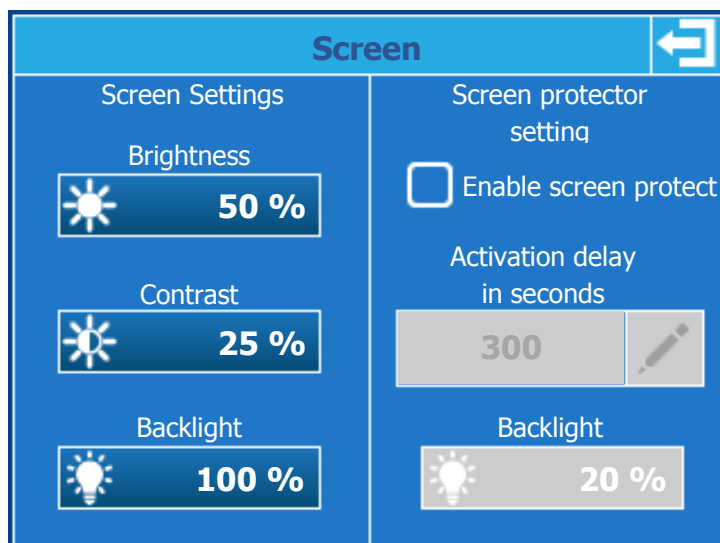 Screen
Screen Settings
Brightness
50 %
Contrast
25 %
Backlight
100 %
Screen protector
setting
Enable screen protect
Activation delay
in seconds
300
Backlight
20 %